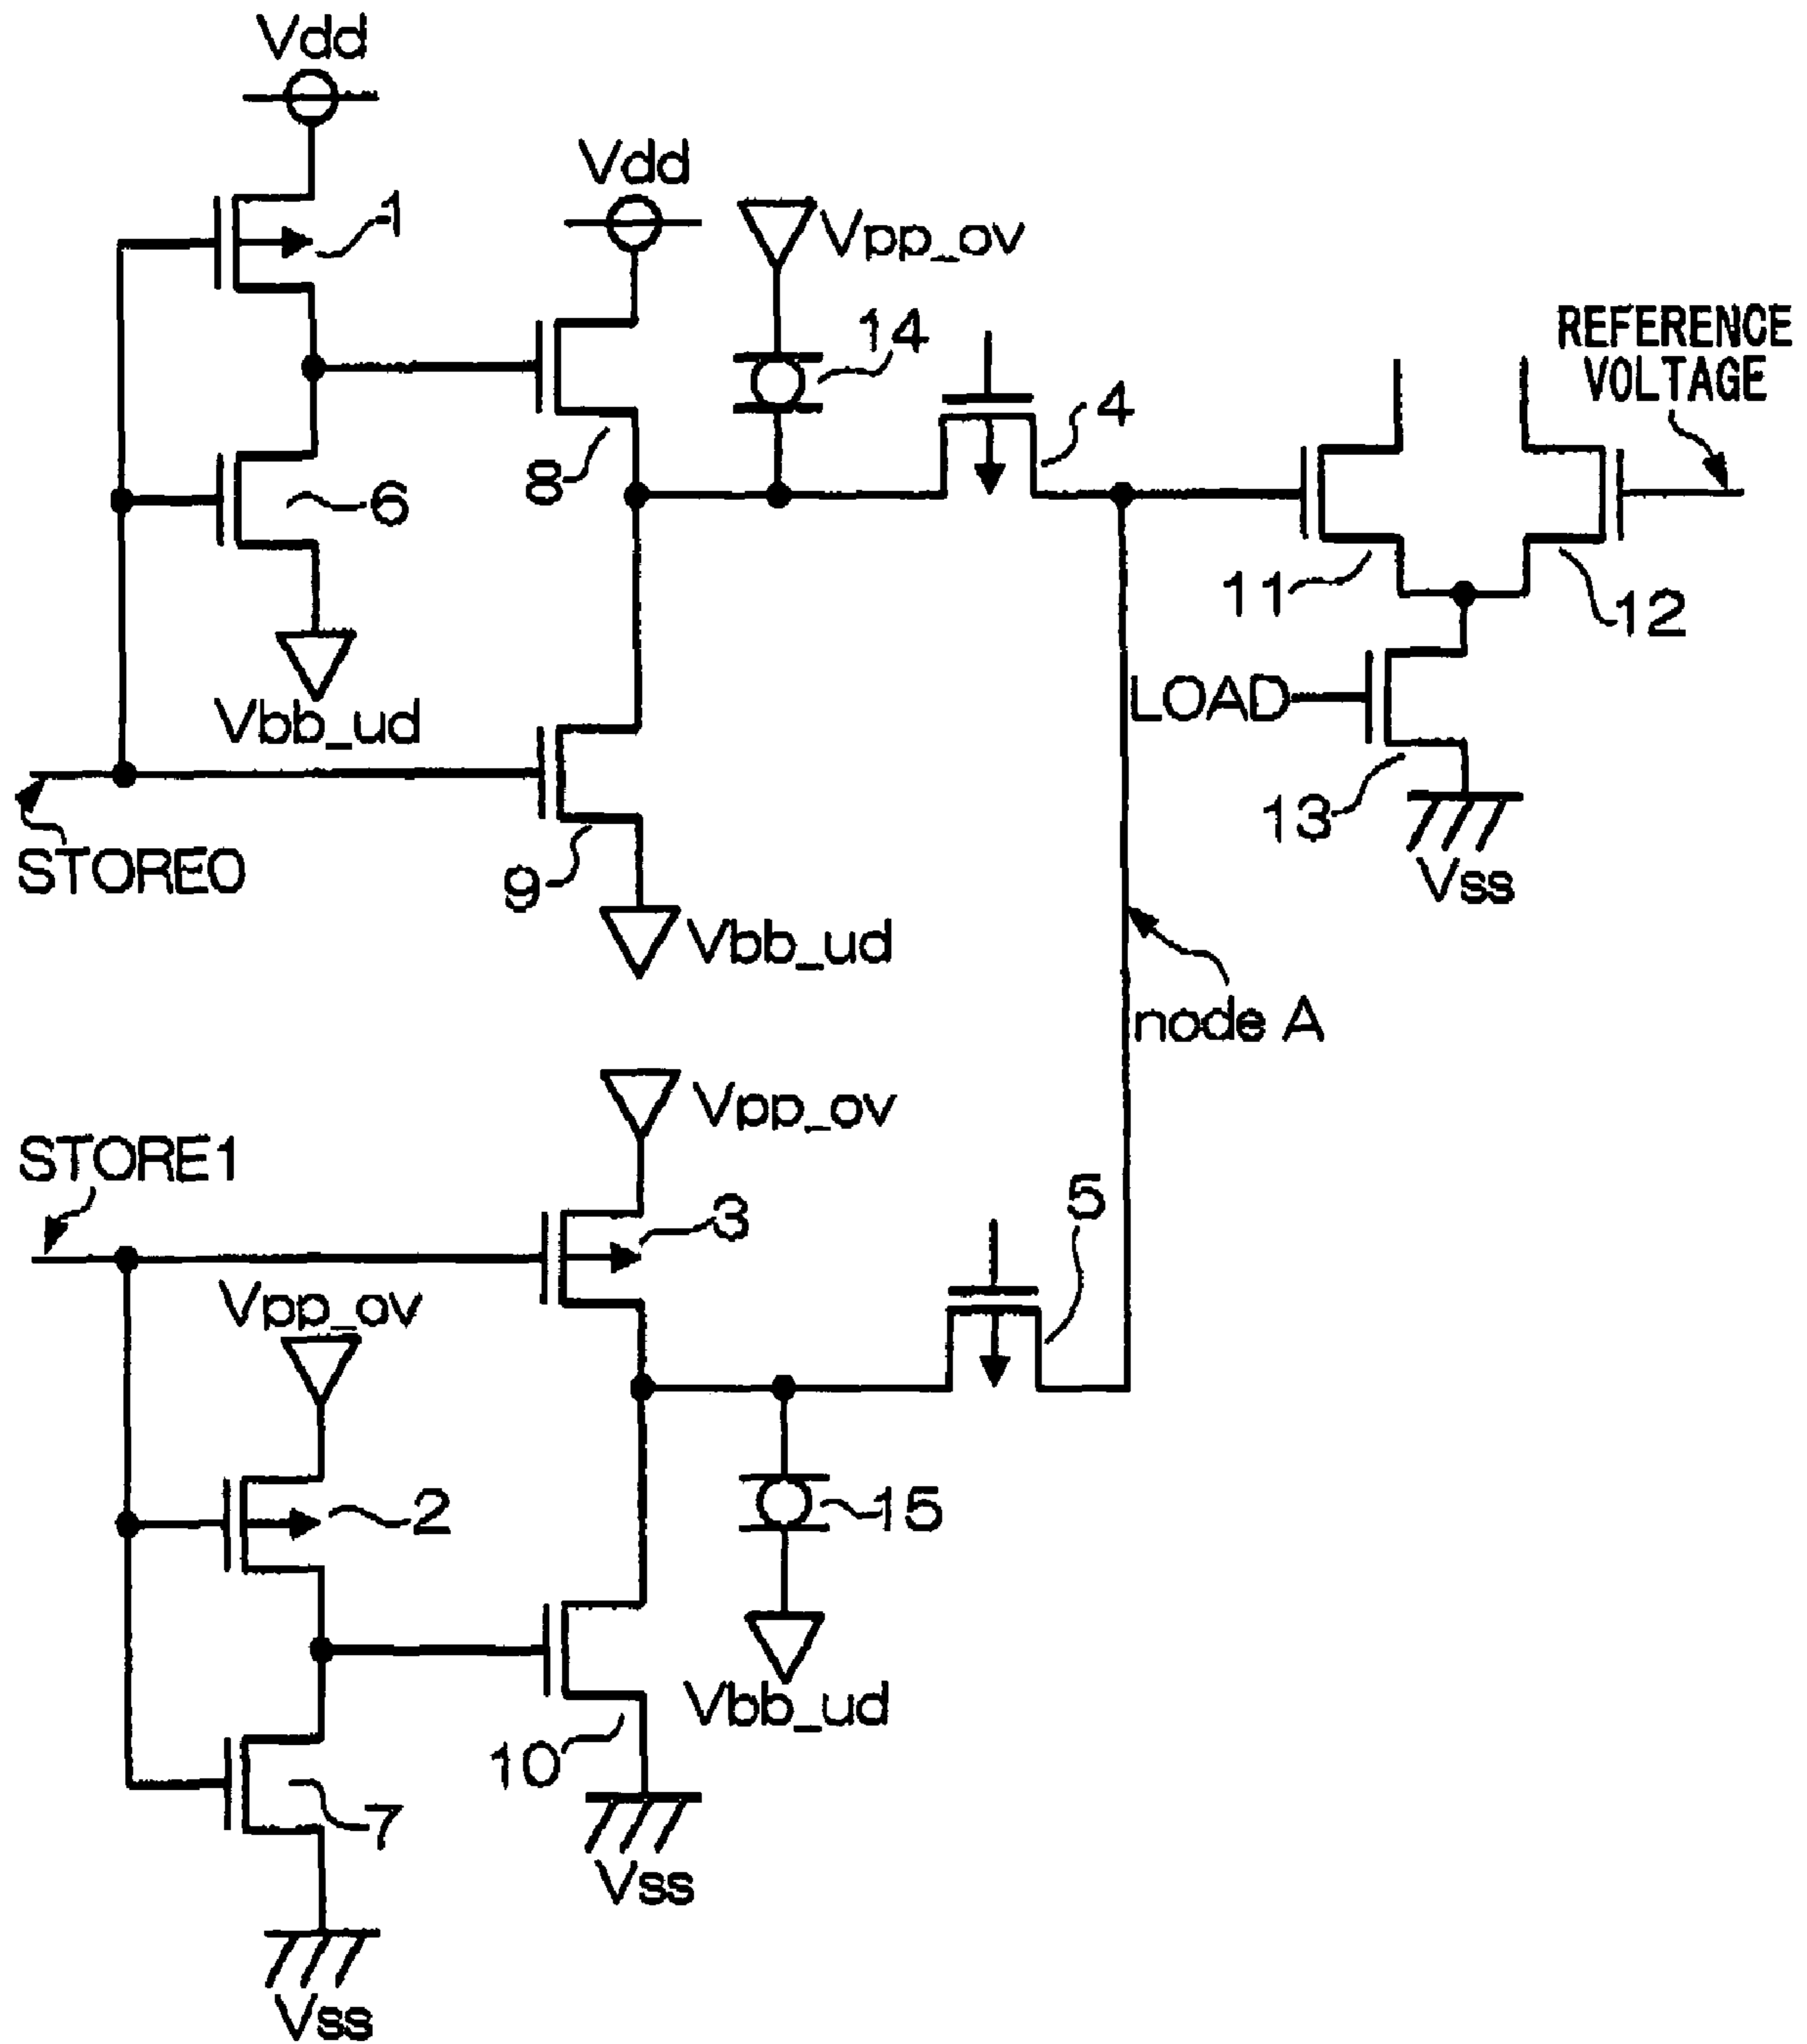 Vdd
Vdd
1
Vpp_ov
14
REFERENCE
VOLTAGE
4
8
6
11
12
Vbb_ud
LOAD
13
STORE0
9
Vss
Vbb_ud
node A
Vpp_ov
STORE1
3
5
Vpp_ov
2
15
Vbb_ud
10
7
Vss
Vss